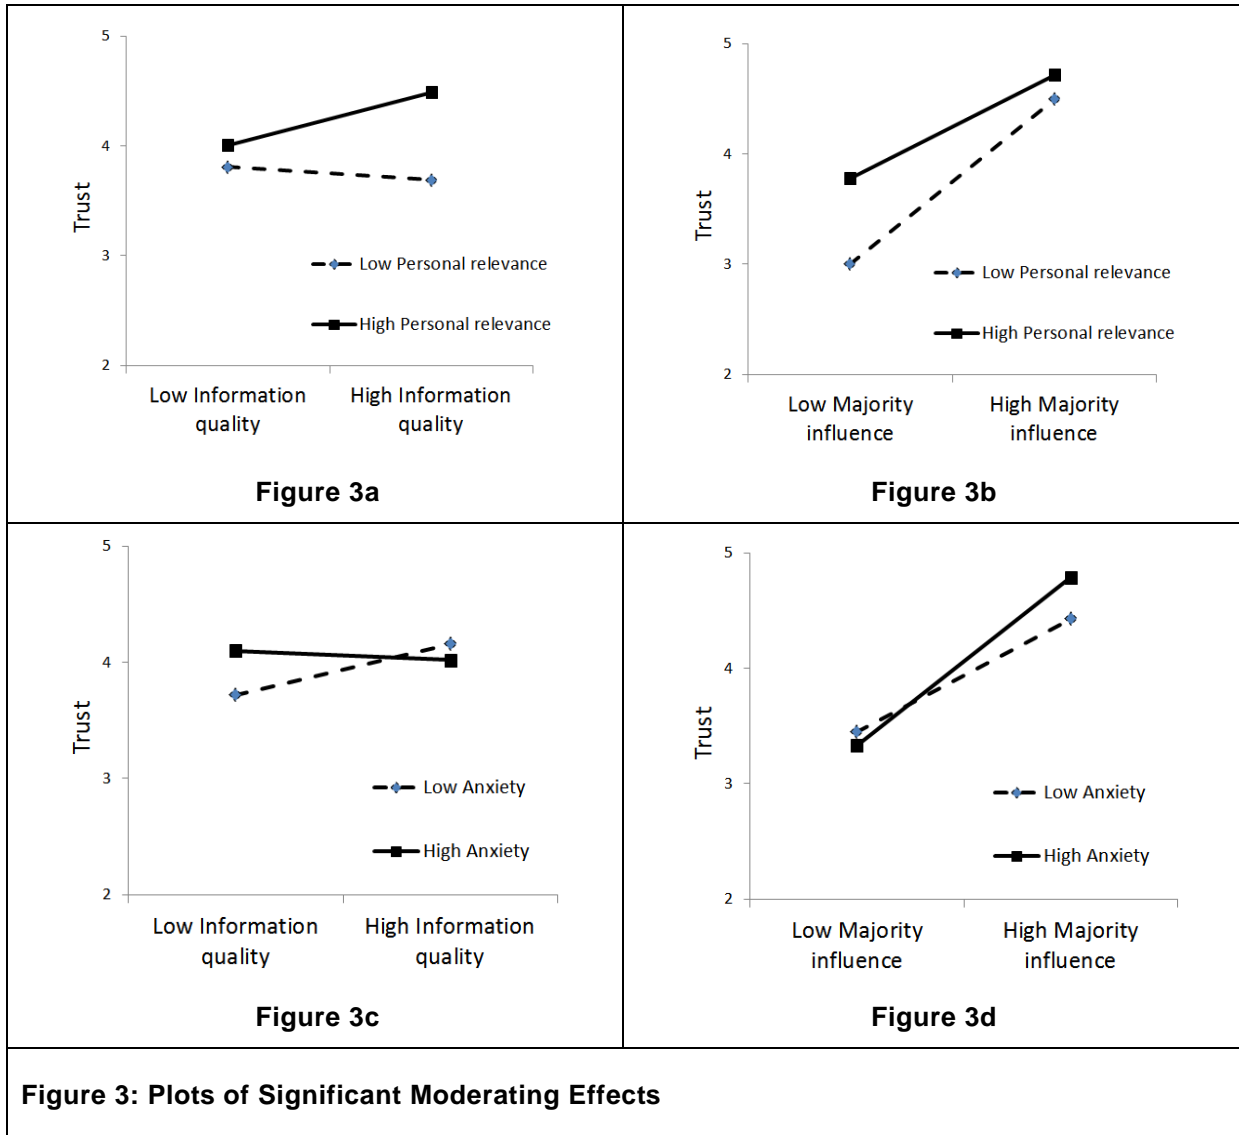 5
4
3
2
Trust
Low Personal relevance
High Personal relevance
Low Information
quality
High Information
quality
Figure 3a
5
4
3
2
Trust
Low Personal relevance
High Personal relevance
Low Majority
influence
High Majority
influence
Figure 3b
5
4
3
2
Trust
Low Anxiety
High Anxiety
Low Information
quality
High Information
quality
Figure 3c
5
4
3
2
Trust
Low Anxiety
High Anxiety
Low Majority
influence
High Majority
influence
Figure 3d
Figure 3: Plots of Significant Moderating Effects